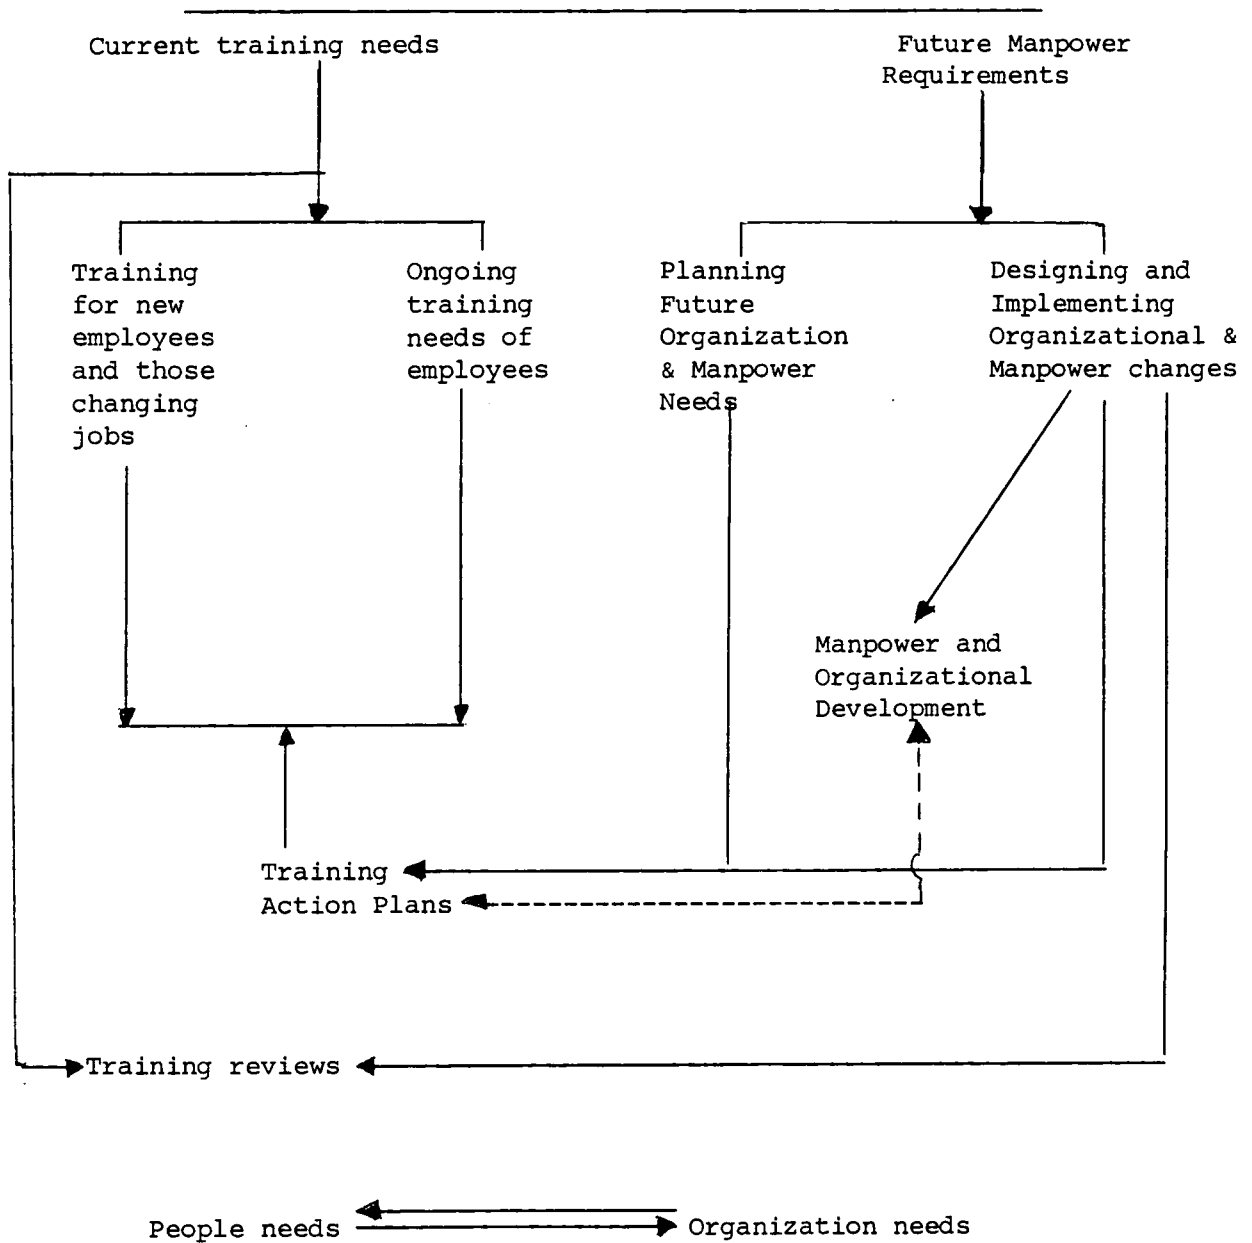 Current training needs
Future Manpower
Requirements
Training
for new
employees
and those
changing
jobs
Ongoing
training
needs of
employees
Planning
Future
Organization
& Manpower
Needs
Designing and
Implementing
Organizational &
Manpower changes
Manpower and
Organizational
Development
Training
Action Plans
Training reviews
People needs
Organization needs